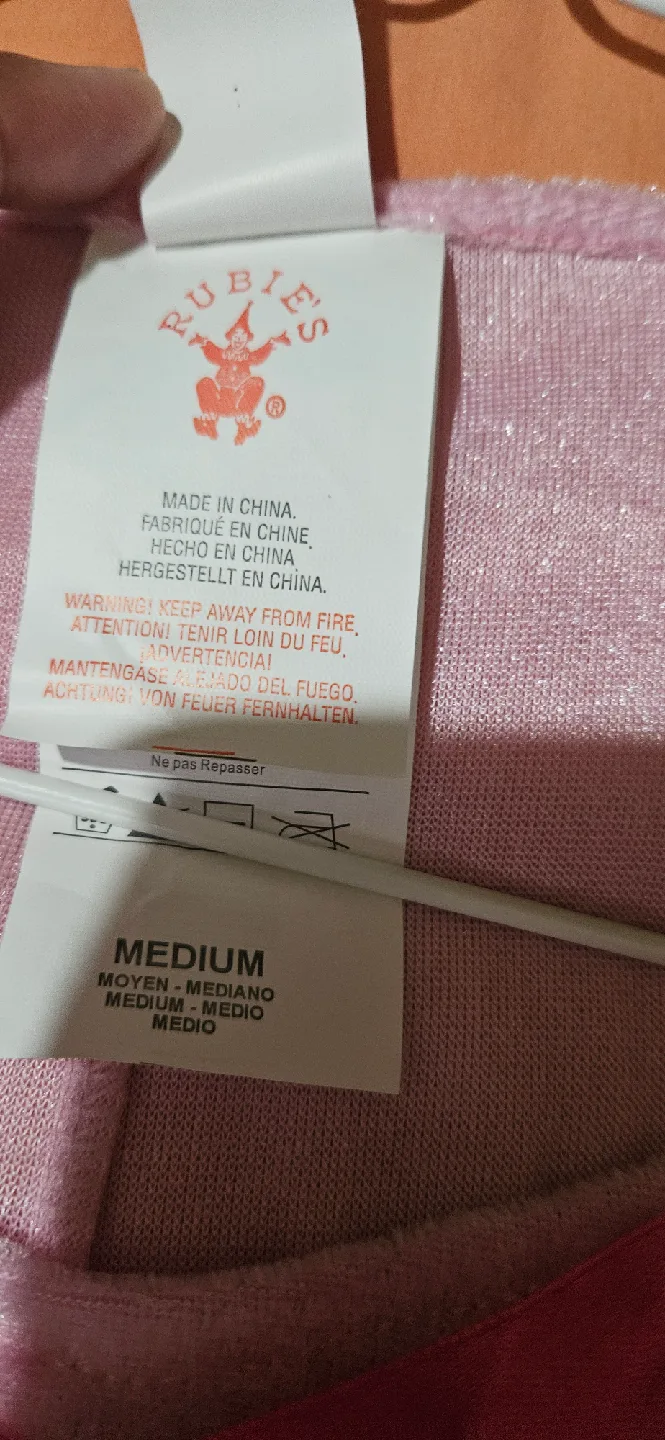 RUBIE'S
®
MADE IN CHINA.
FABRIQUÉ EN CHINE.
HECHO EN CHINA
HERGESTELLT EN CHINA.
WARNING! KEEP AWAY FROM FIRE.
ATTENTION! TENIR LOIN DU FEU.
¡ADVERTENCIA!
MANTENGASE ALEJADO DEL FUEGO.
ACHTUNG! VON FEUER FERNHALTEN.
Ne pas Repasser
MEDIUM
MOYEN - MEDIANO
MEDIUM - MEDIO
MEDIO